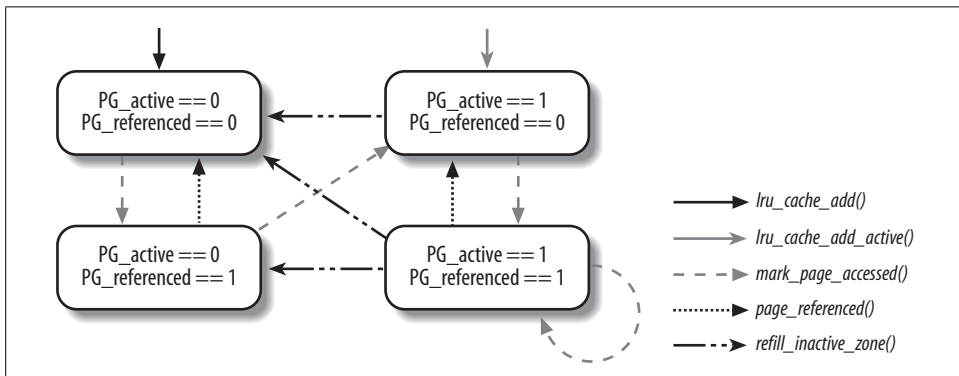 PG_active == 0
PG_referenced == 0
PG_active == 1
PG_referenced == 0
PG_active == 0
PG_referenced == 1
PG_active == 1
PG_referenced == 1
lru_cache_add()
lru_cache_add_active()
mark_page_accessed()
page_referenced()
refill_inactive_zone()